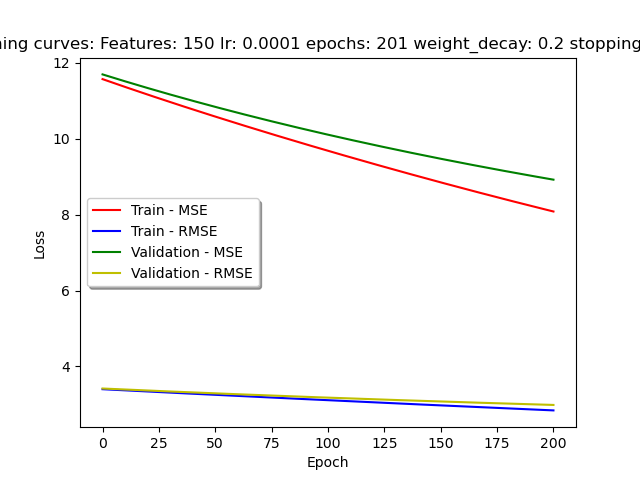 curves: Features: 150 lr: 0.0001 epochs: 201 weight_decay: 0.2 stopping
12
10
8
6
4
Loss
Train - MSE
Train - RMSE
Validation - MSE
Validation - RMSE
0 25 50 75 100 125 150 175 200
Epoch